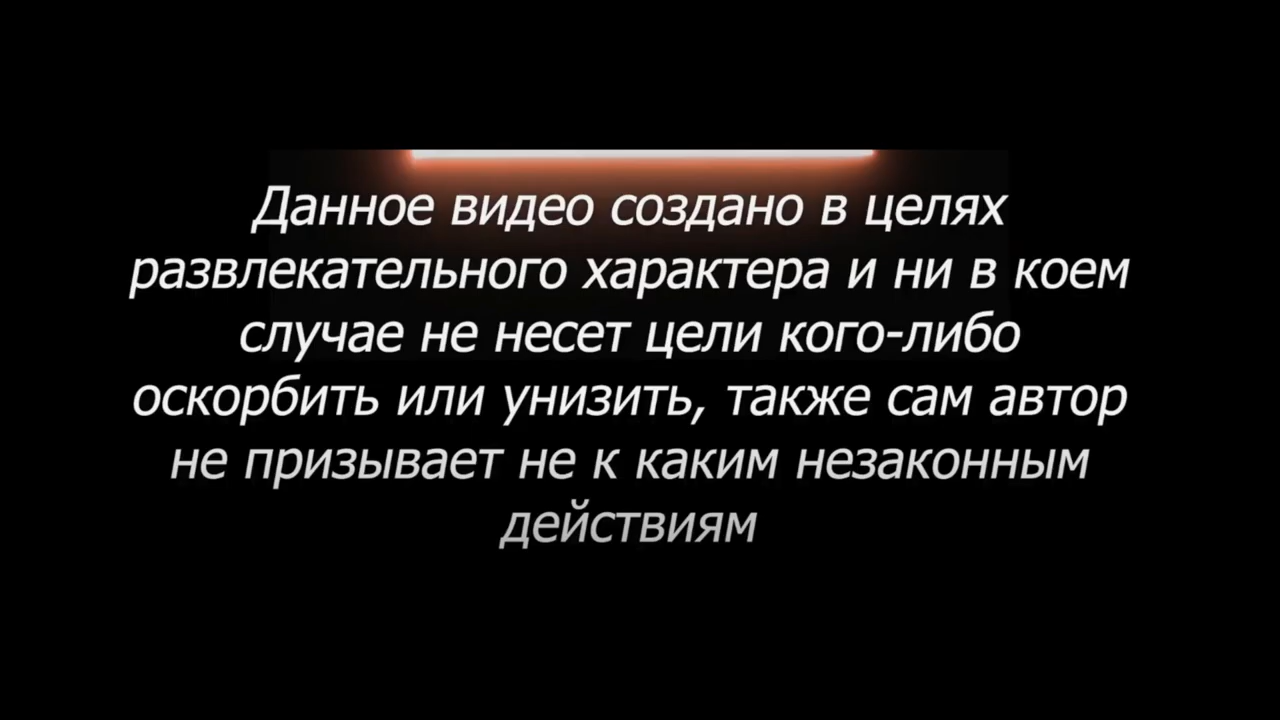 Данное видео создано в целях
развлекательного характера и ни в коем
случае не несет цели кого-либо
оскорбить или унизить, также сам автор
не призывает не к каким незаконным
действиям